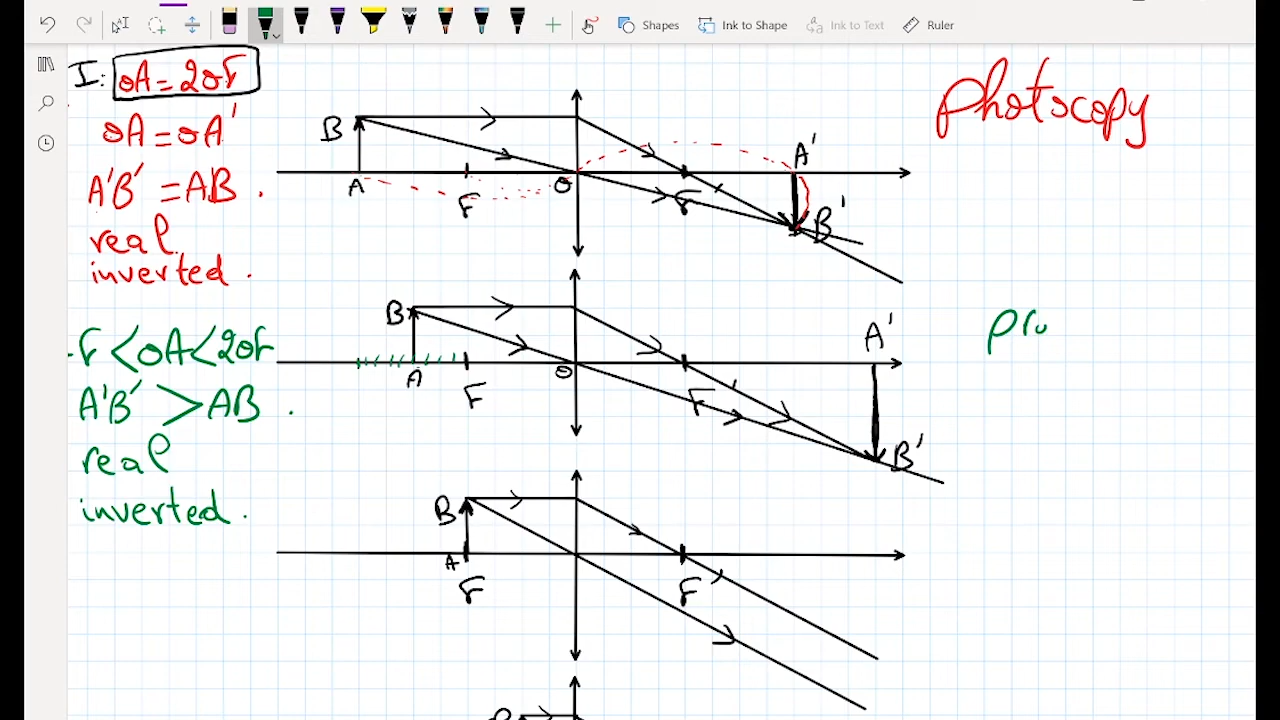 Shapes
Ink to Shape
Ink to Text
Ruler
I: OA = 2OF
OA = OA'
A'B' = AB.
real
inverted.
Photocopy
B
A
F
O
F'
A'
B'
F < OA < 2OF
A'B' > AB.
real
inverted.
pro
B
A
F
O
F'
A'
B'
B
A
F
F'